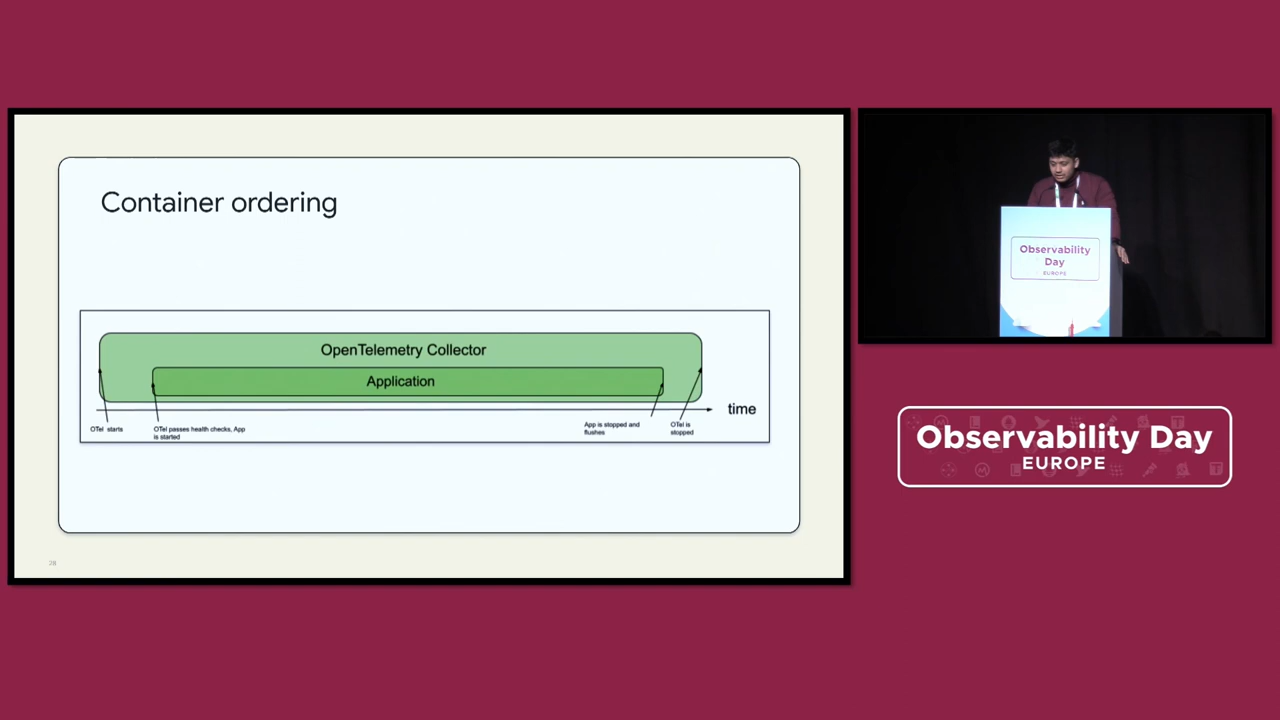 Container ordering
OpenTelemetry Collector
Application
time
OTel starts
OTel passes health checks, App
is started
App is stopped and
flushes
OTel is
stopped
28
Observability
Day
EUROPE
Observability Day
EUROPE